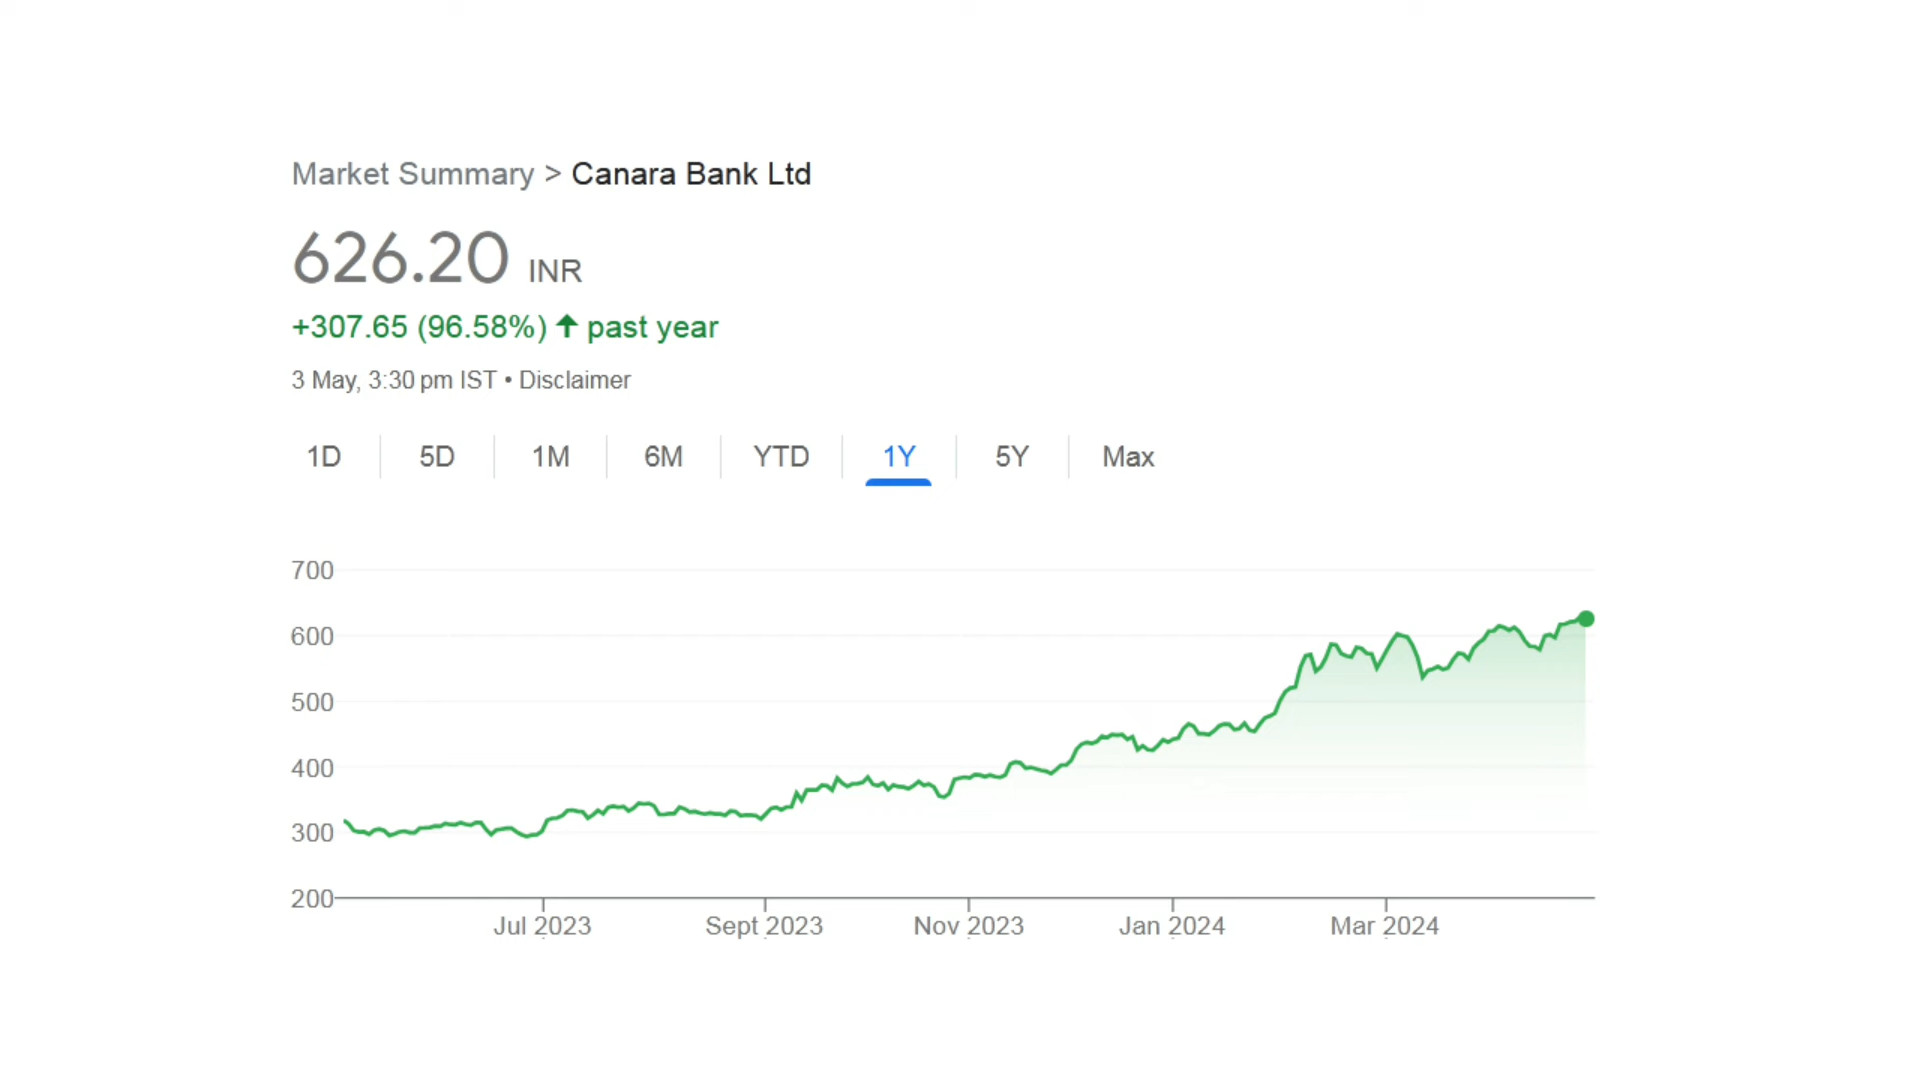 Market Summary > Canara Bank Ltd
626.20 INR
+307.65 (96.58%) ↑ past year
3 May, 3:30 pm IST • Disclaimer
1D 5D 1M 6M YTD 1Y 5Y Max
700
600
500
400
300
200
Jul 2023 Sept 2023 Nov 2023 Jan 2024 Mar 2024